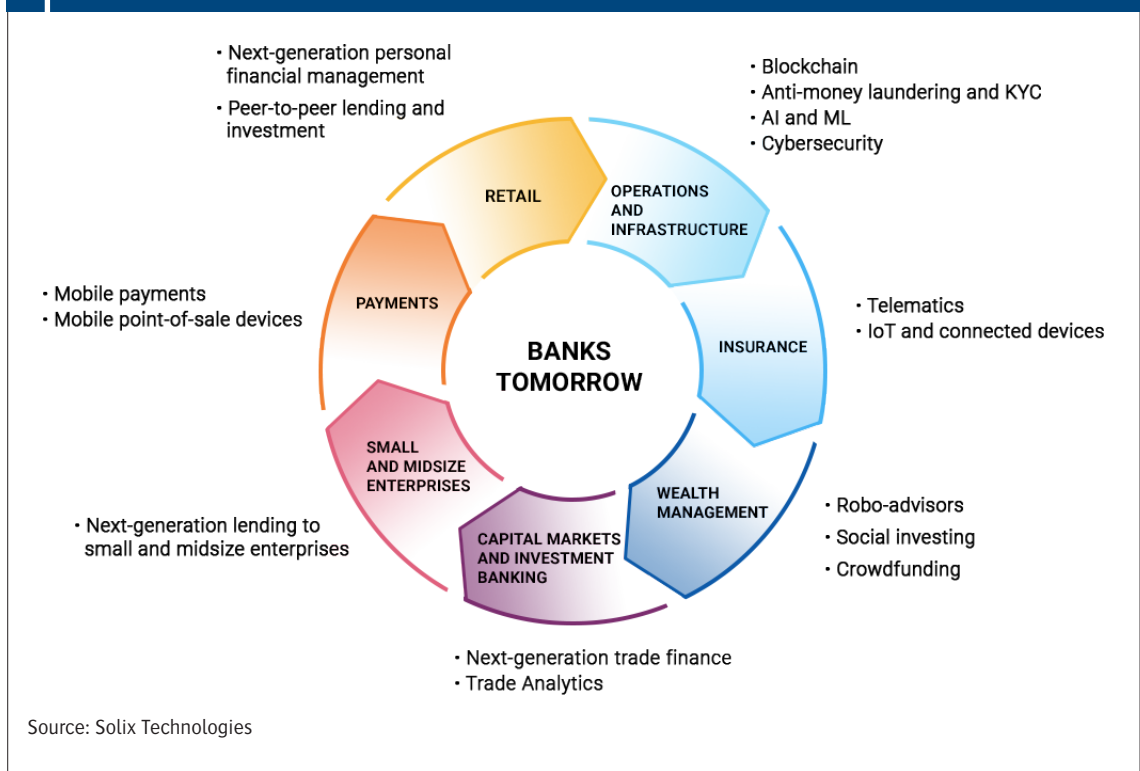 • Next-generation personal
financial management
• Peer-to-peer lending and
investment
• Blockchain
• Anti-money laundering and KYC
• AI and ML
• Cybersecurity
RETAIL
OPERATIONS
AND
INFRASTRUCTURE
• Mobile payments
• Mobile point-of-sale devices
PAYMENTS
BANKS
TOMORROW
INSURANCE
• Telematics
• IoT and connected devices
SMALL
AND MIDSIZE
ENTERPRISES
• Next-generation lending to
small and midsize enterprises
CAPITAL MARKETS
AND INVESTMENT
BANKING
WEALTH
MANAGEMENT
• Robo-advisors
• Social investing
• Crowdfunding
• Next-generation trade finance
• Trade Analytics
Source: Solix Technologies